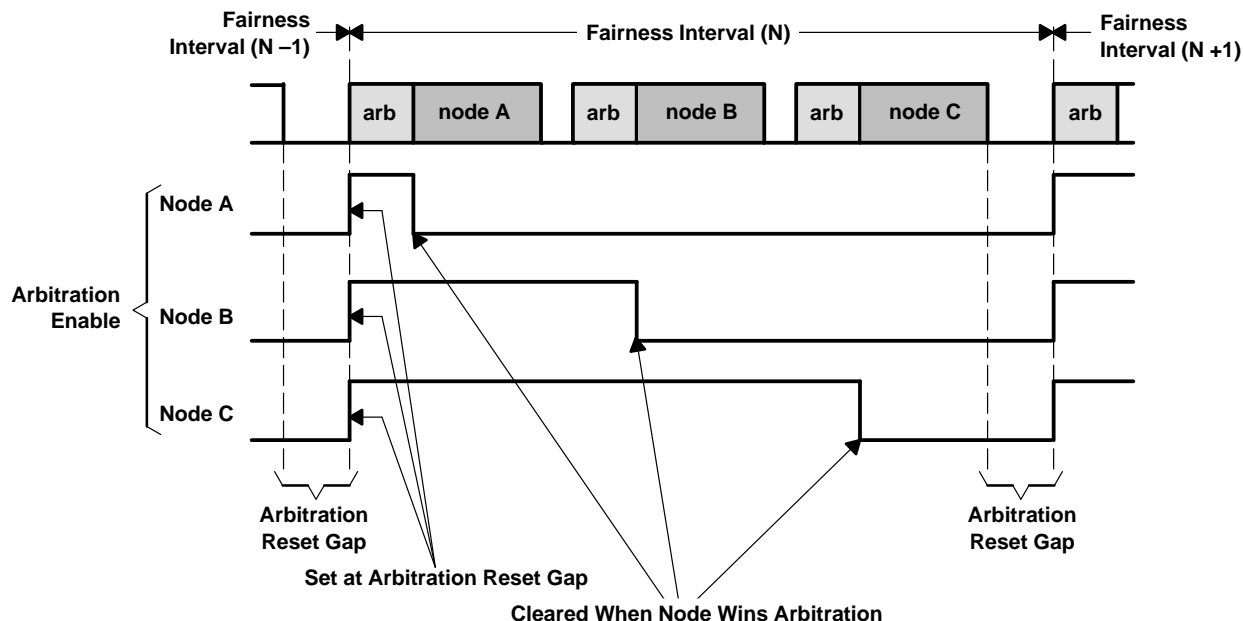 Fairness
Interval (N –1)
Fairness Interval (N)
Fairness
Interval (N +1)
arb
node A
arb
node B
arb
node C
arb
Arbitration
Enable
Node A
Node B
Node C
Arbitration
Reset Gap
Arbitration
Reset Gap
Set at Arbitration Reset Gap
Cleared When Node Wins Arbitration